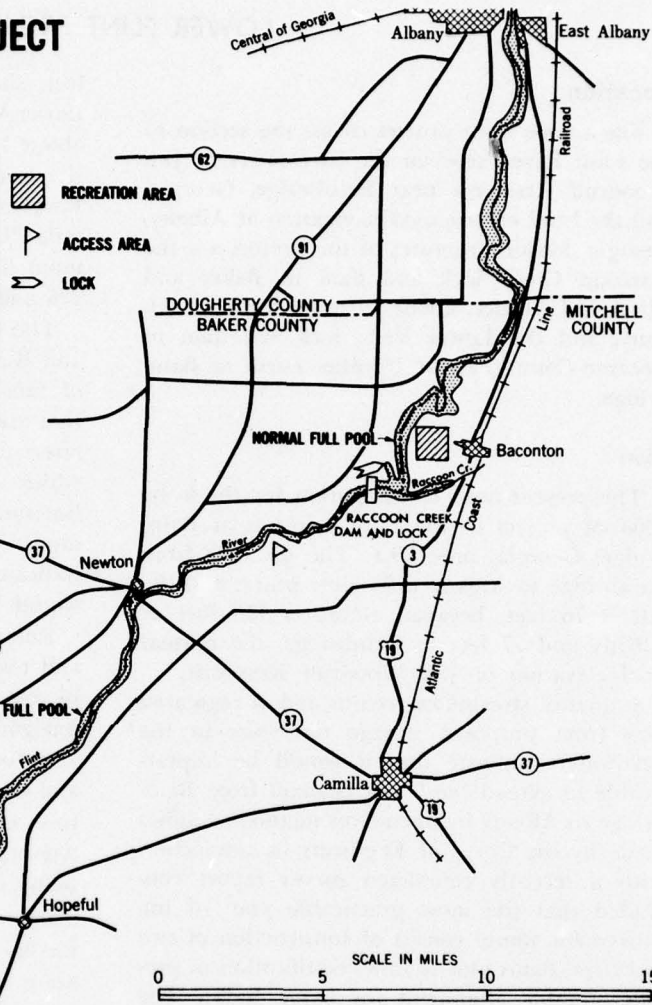 JECT
Central of Georgia
Albany
East Albany
Railroad
62
RECREATION AREA
ACCESS AREA
91
LOCK
DOUGHERTY COUNTY
BAKER COUNTY
MITCHELL
COUNTY
Line
NORMAL FULL POOL
Baconton
Raccoon Cr.
Coast
RACCOON CREEK
DAM AND LOCK
River
37
Newton
3
19
Atlantic
FULL POOL
37
37
Flint
Camilla
19
Hopeful
SCALE IN MILES
0 5 10 15